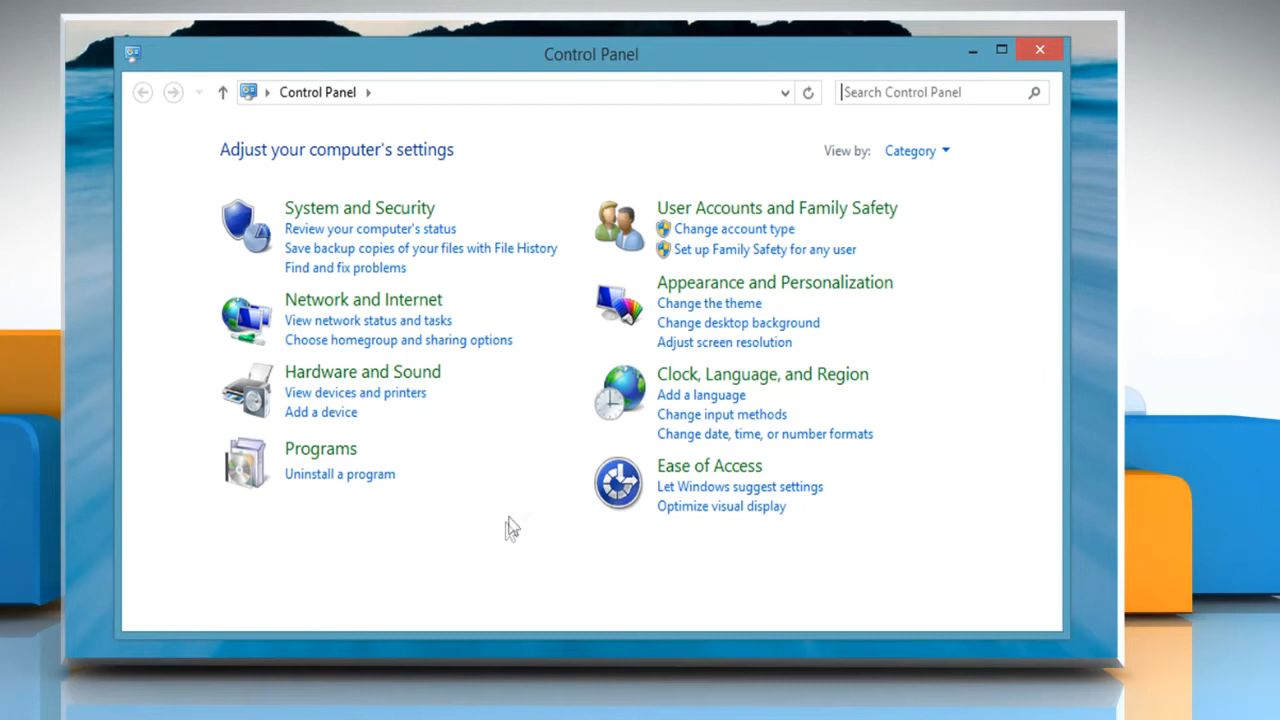 Control Panel
Control Panel
Search Control Panel
Adjust your computer's settings
View by: Category
System and Security
Review your computer's status
Save backup copies of your files with File History
Find and fix problems
Network and Internet
View network status and tasks
Choose homegroup and sharing options
Hardware and Sound
View devices and printers
Add a device
Programs
Uninstall a program
User Accounts and Family Safety
Change account type
Set up Family Safety for any user
Appearance and Personalization
Change the theme
Change desktop background
Adjust screen resolution
Clock, Language, and Region
Add a language
Change input methods
Change date, time, or number formats
Ease of Access
Let Windows suggest settings
Optimize visual display